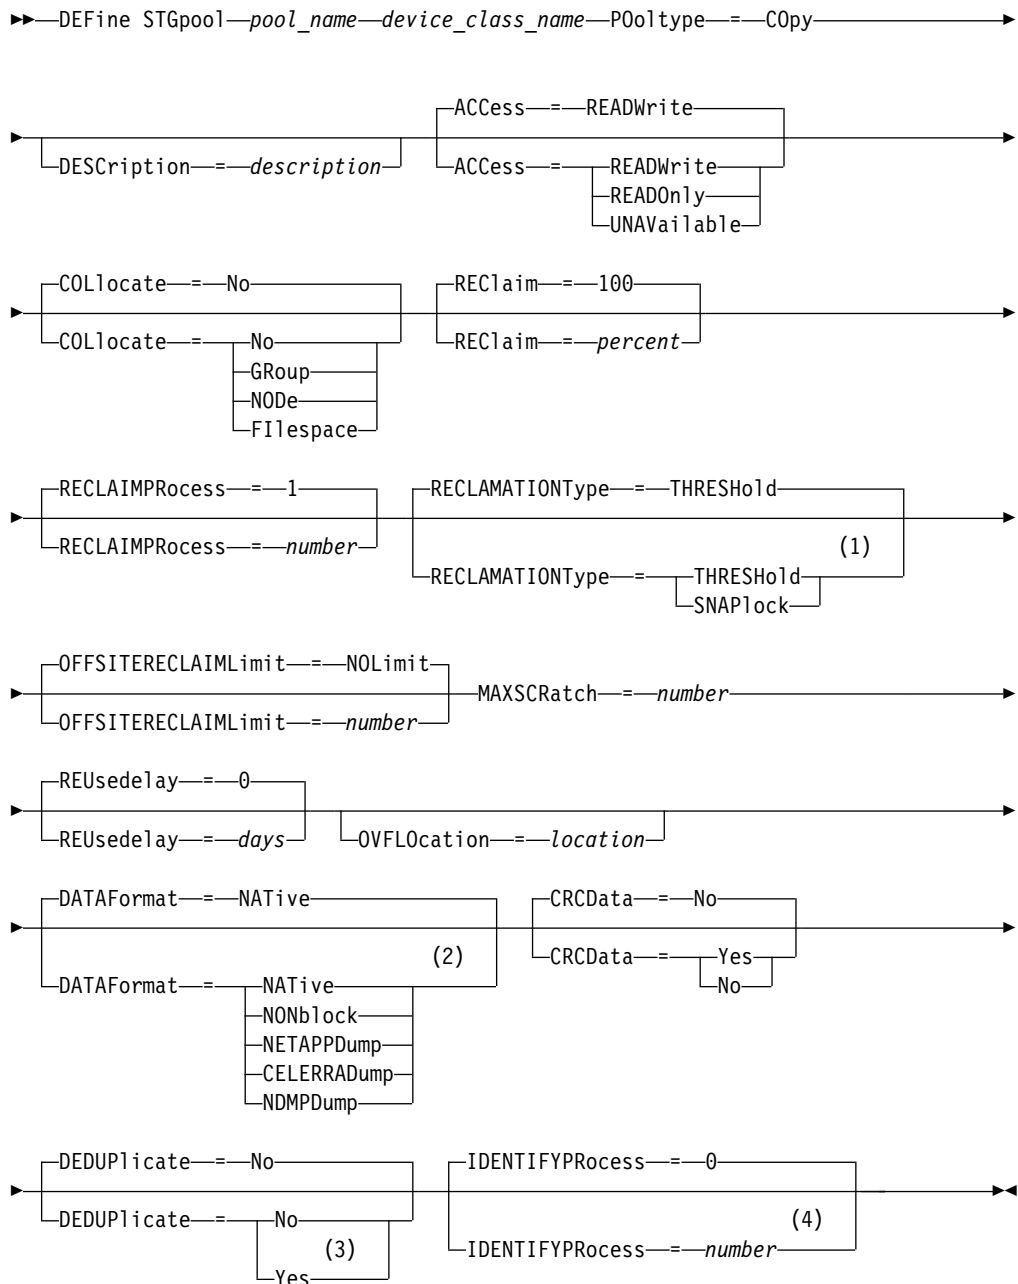 DEFine STGpool pool_name device_class_name POoltype = COpy
ACCess = READWrite
DESCription = description
ACCess = READWrite
READOnly
UNAVailable
COLlocate = No
REClaim = 100
COLlocate = No
GRoup
NODe
FIlespace
REClaim = percent
RECLAIMPRocess = 1
RECLAMATIONType = THRESHold
RECLAIMPRocess = number
(1)
RECLAMATIONType = THRESHold
SNAPlock
OFFSITERECLAIMLimit = NOLimit
MAXSCRatch = number
OFFSITERECLAIMLimit = number
REUsedelay = 0
REUsedelay = days
OVFLOcation = location
DATAFormat = NATive
CRCData = No
(2)
DATAFormat = NATive
NONblock
NETAPPDump
CELERRADump
NDMPDump
CRCData = Yes
No
DEDUPlicate = No
IDENTIFYPRocess = 0
DEDUPlicate = No
(3)
Yes
(4)
IDENTIFYPRocess = number